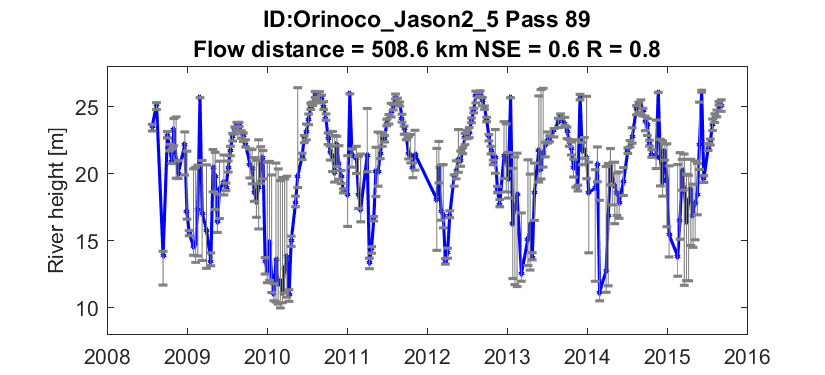 ID:Orinoco_Jason2_5 Pass 89
Flow distance = 508.6 km NSE = 0.6 R = 0.8
River height [m]
25
20
15
10
2008 2009 2010 2011 2012 2013 2014 2015 2016